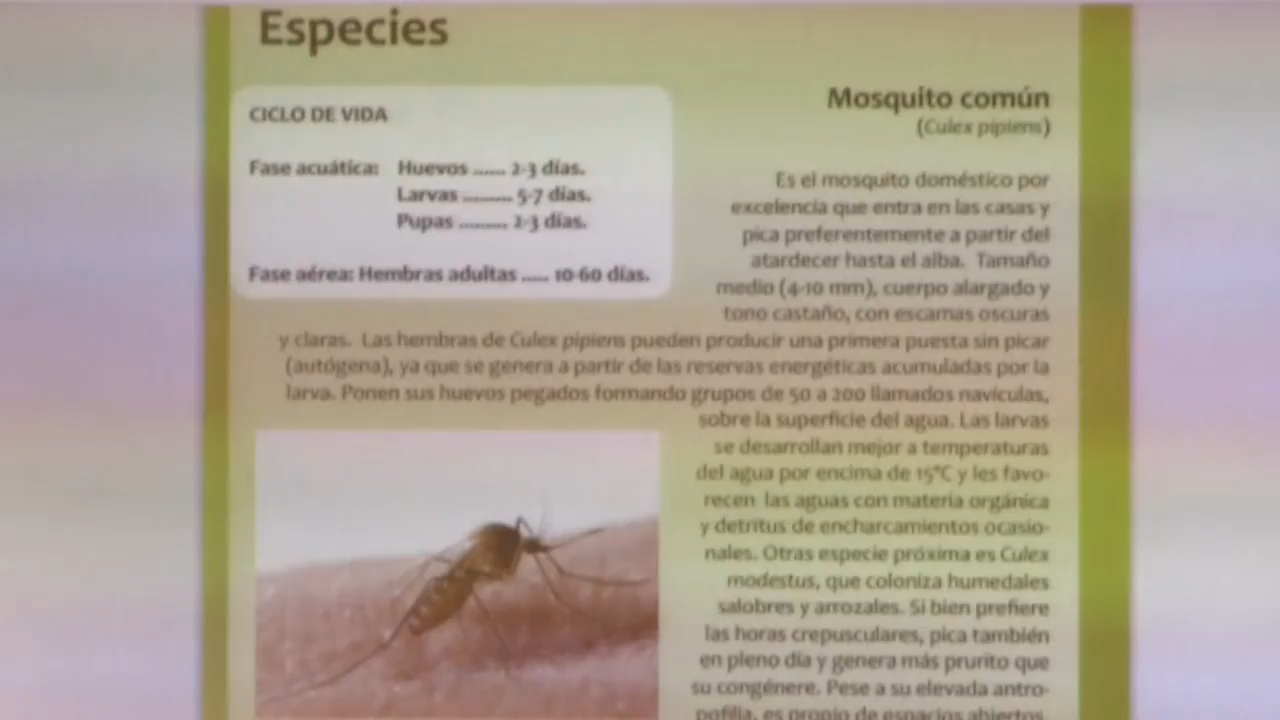 Especies
CICLO DE VIDA
Fase acuática: Huevos ...... 2-3 días.
Larvas ......... 5-7 días.
Pupas ......... 2-3 días.
Fase aérea: Hembras adultas ..... 10-60 días.
Mosquito común
(Culex pipiens)
Es el mosquito doméstico por
excelencia que entra en las casas y
pica preferentemente a partir del
atardecer hasta el alba. Tamaño
medio (4-10 mm), cuerpo alargado y
tono castaño, con escamas oscuras
y claras. Las hembras de Culex pipiens pueden producir una primera puesta sin picar
(autógena), ya que se genera a partir de las reservas energéticas acumuladas por la
larva. Ponen sus huevos pegados formando grupos de 50 a 200 llamados navículas,
sobre la superficie del agua. Las larvas
se desarrollan mejor a temperaturas
del agua por encima de 15°C y les favo-
recen las aguas con materia orgánica
y detritus de encharcamientos ocasio-
nales. Otras especie próxima es Culex
modestus, que coloniza humedales
salobres y arrozales. Si bien prefiere
las horas crepusculares, pica también
en pleno día y genera más prurito que
su congénere. Pese a su elevada antro-
pofilia, es propio de espacios abiertos